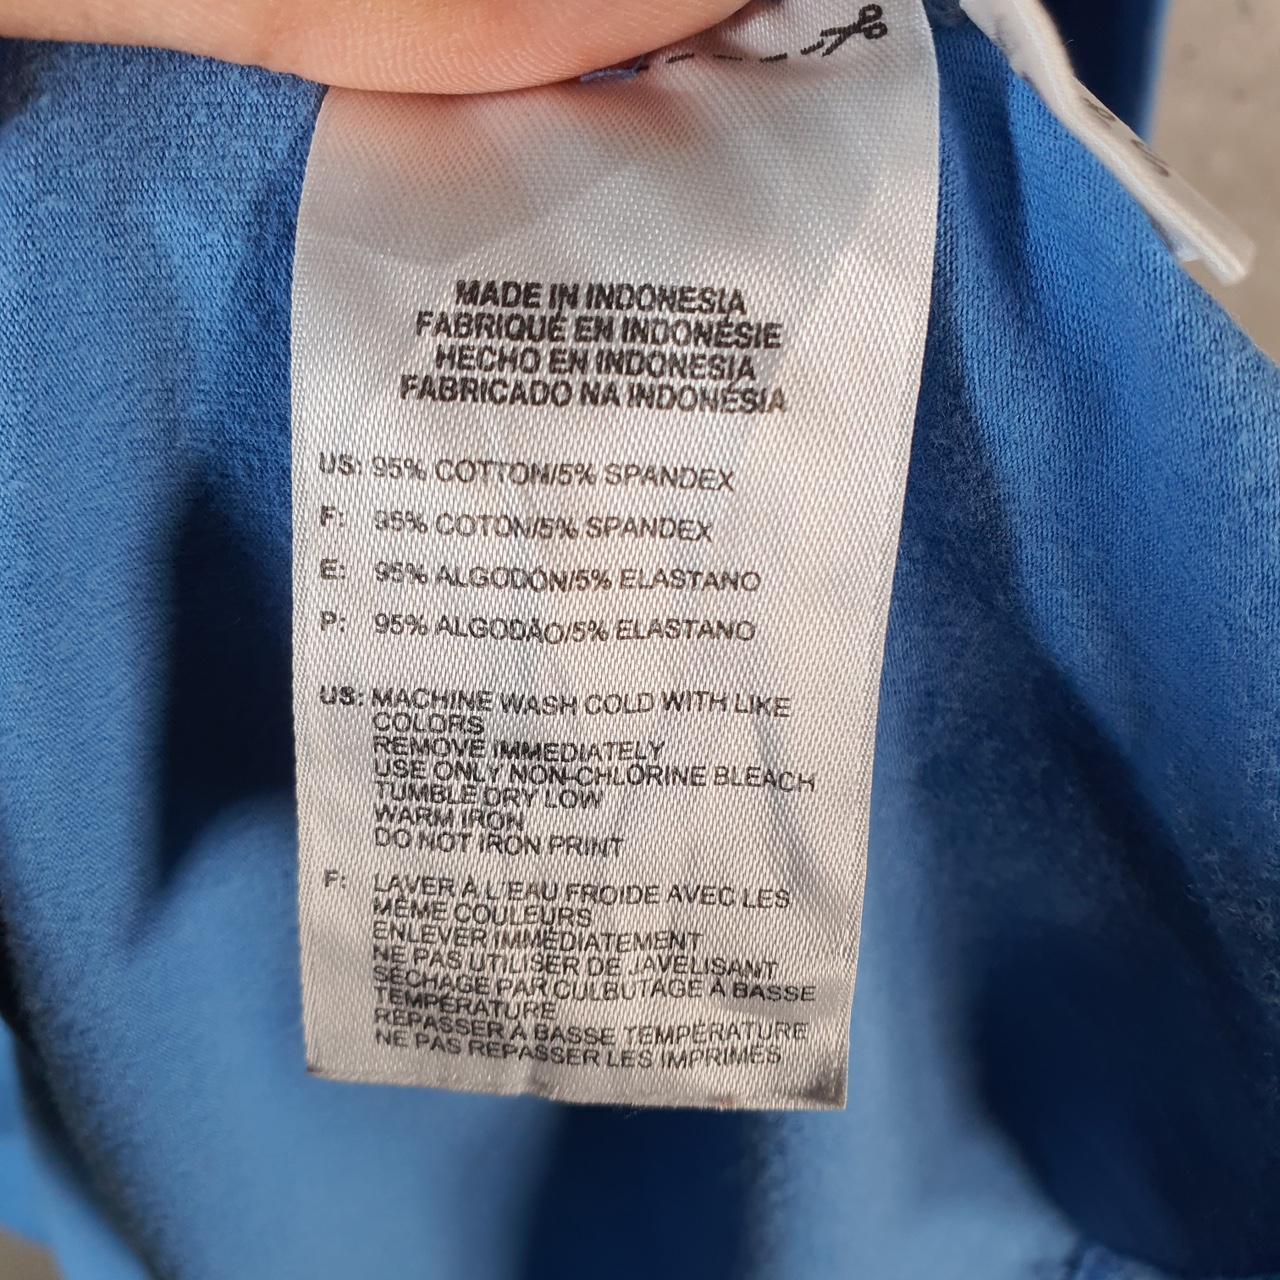 MADE IN INDONESIA
FABRIQUÉ EN INDONÉSIE
HECHO EN INDONESIA
FABRICADO NA INDONÉSIA
US: 95% COTTON/5% SPANDEX
F: 95% COTON/5% SPANDEX
E: 95% ALGODÓN/5% ELASTANO
P: 95% ALGODÃO/5% ELASTANO
US: MACHINE WASH COLD WITH LIKE
COLORS
REMOVE IMMEDIATELY
USE ONLY NON-CHLORINE BLEACH
TUMBLE DRY LOW
WARM IRON
DO NOT IRON PRINT
F: LAVER À L'EAU FROIDE AVEC LES
MÊME COULEURS
ENLEVER IMMÉDIATEMENT
NE PAS UTILISER DE JAVELISANT
SÉCHAGE PAR CULBUTAGE À BASSE
TEMPÉRATURE
REPASSER À BASSE TEMPÉRATURE
NE PAS REPASSER LES IMPRIMÉS